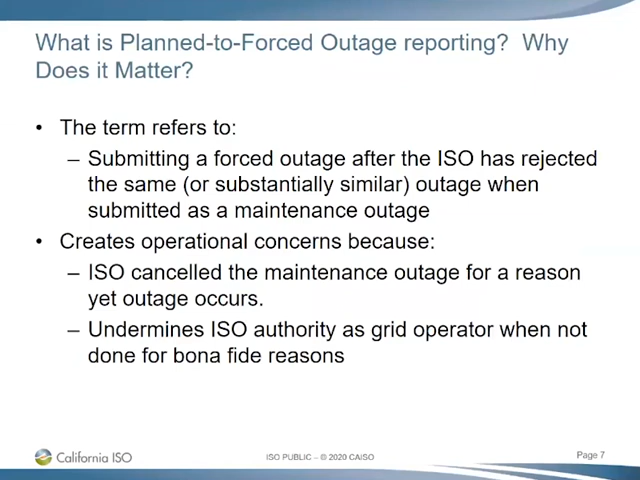 What is Planned-to-Forced Outage reporting?  Why
Does it Matter?
• The term refers to:
– Submitting a forced outage after the ISO has rejected
the same (or substantially similar) outage when
submitted as a maintenance outage
• Creates operational concerns because:
– ISO cancelled the maintenance outage for a reason
yet outage occurs.
– Undermines ISO authority as grid operator when not
done for bona fide reasons
California ISO
ISO PUBLIC – © 2020 CAISO
Page 7